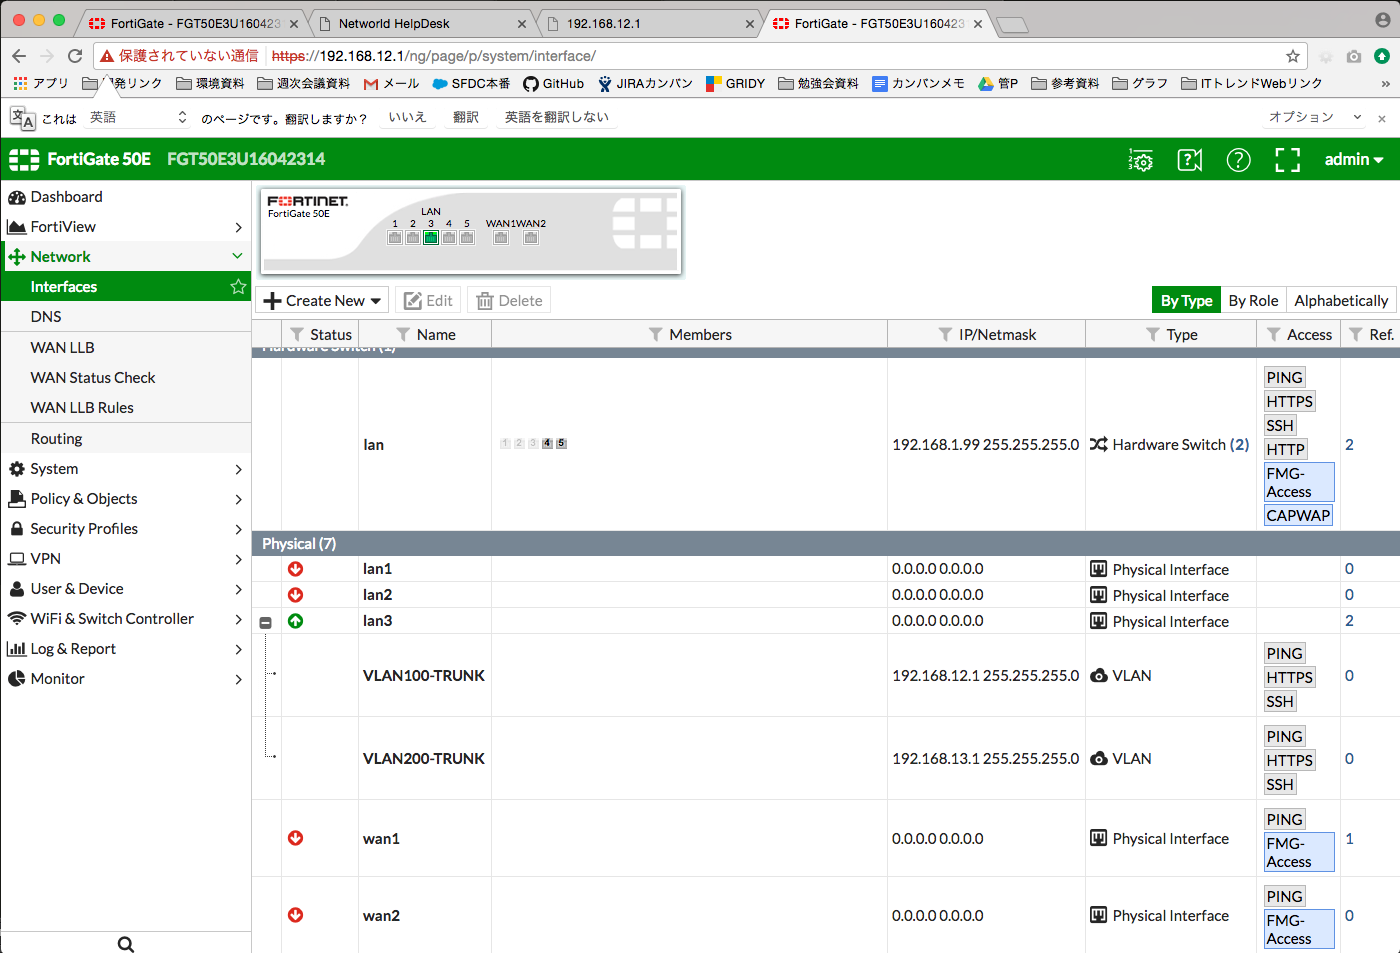 FortiGate - FGT50E3U160423
Networld HelpDesk
192.168.12.1
FortiGate - FGT50E3U160423
保護されていない通信
https://192.168.12.1/ng/page/p/system/interface/
アプリ
発リンク
環境資料
週次会議資料
メール
SFDC本番
GitHub
JIRAカンバン
GRIDY
勉強会資料
カンバンメモ
管P
参考資料
グラフ
ITトレンドWebリンク
»
これは 英語 のページです。翻訳しますか？ いいえ 翻訳 英語を翻訳しない オプション
FortiGate 50E FGT50E3U16042314
admin
Dashboard
FortiView
Network
Interfaces
DNS
WAN LLB
WAN Status Check
WAN LLB Rules
Routing
System
Policy & Objects
Security Profiles
VPN
User & Device
WiFi & Switch Controller
Log & Report
Monitor
FORTINET
FortiGate 50E
LAN
1 2 3 4 5 WAN1 WAN2
Create New Edit Delete
By Type By Role Alphabetically
Status Name Members IP/Netmask Type Access Ref.
Hardware Switch (1)
lan 1 2 3 4 5 192.168.1.99 255.255.255.0 Hardware Switch (2) 2
PING
HTTPS
SSH
HTTP
FMG-
Access
CAPWAP
Physical (7)
lan1 0.0.0.0 0.0.0.0 Physical Interface 0
lan2 0.0.0.0 0.0.0.0 Physical Interface 0
lan3 0.0.0.0 0.0.0.0 Physical Interface 2
VLAN100-TRUNK 192.168.12.1 255.255.255.0 VLAN 0
PING
HTTPS
SSH
VLAN200-TRUNK 192.168.13.1 255.255.255.0 VLAN 0
PING
HTTPS
SSH
wan1 0.0.0.0 0.0.0.0 Physical Interface 1
PING
FMG-
Access
wan2 0.0.0.0 0.0.0.0 Physical Interface 0
PING
FMG-
Access